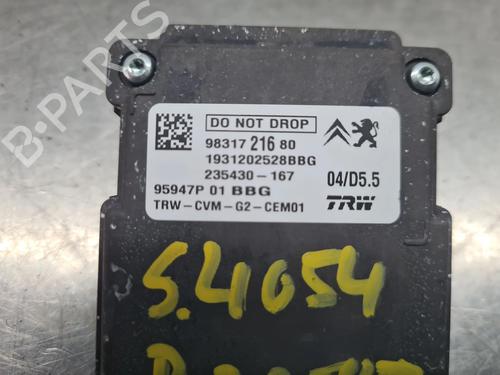 B-PARTS
DO NOT DROP
98317 216 80
1931202528BBG
235430-167
04/D5.5
95947P 01 BBG
TRW
TRW-CVM-G2-CEM01
S.4054